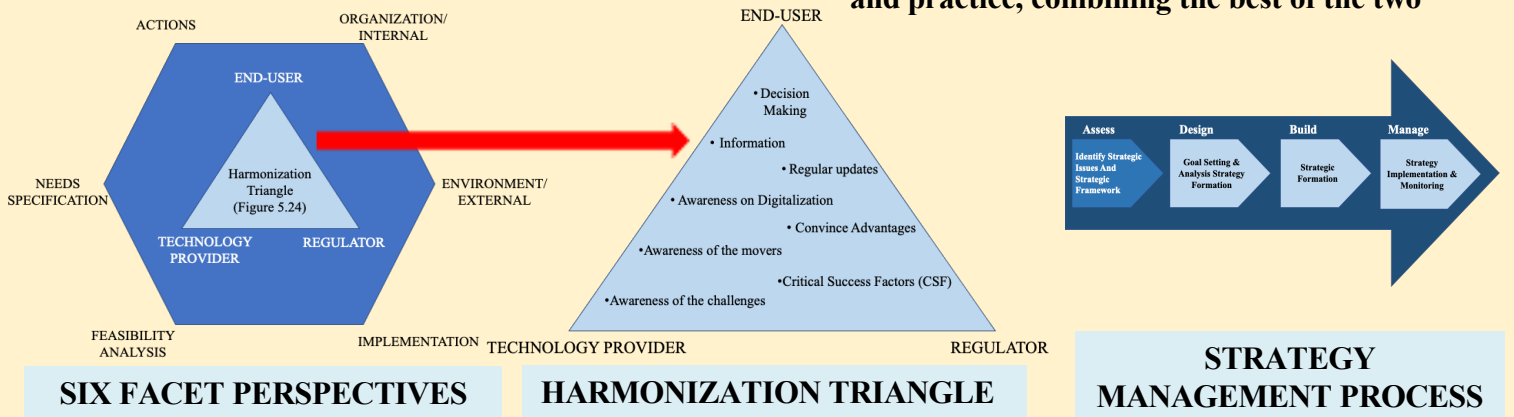 and practice, combining the best of the two
ACTIONS
ORGANIZATION/
INTERNAL
END-USER
Harmonization
Triangle
(Figure 5.24)
TECHNOLOGY
PROVIDER
REGULATOR
NEEDS
SPECIFICATION
ENVIRONMENT/
EXTERNAL
FEASIBILITY
ANALYSIS
IMPLEMENTATION
SIX FACET PERSPECTIVES
END-USER
• Decision
Making
• Information
• Regular updates
• Awareness on Digitalization
• Convince Advantages
•Awareness of the movers
•Critical Success Factors (CSF)
•Awareness of the challenges
TECHNOLOGY PROVIDER
REGULATOR
HARMONIZATION TRIANGLE
Assess
Identify Strategic
Issues And
Strategic
Framework
Design
Goal Setting &
Analysis Strategy
Formation
Build
Strategic
Formation
Manage
Strategy
Implementation &
Monitoring
STRATEGY
MANAGEMENT PROCESS